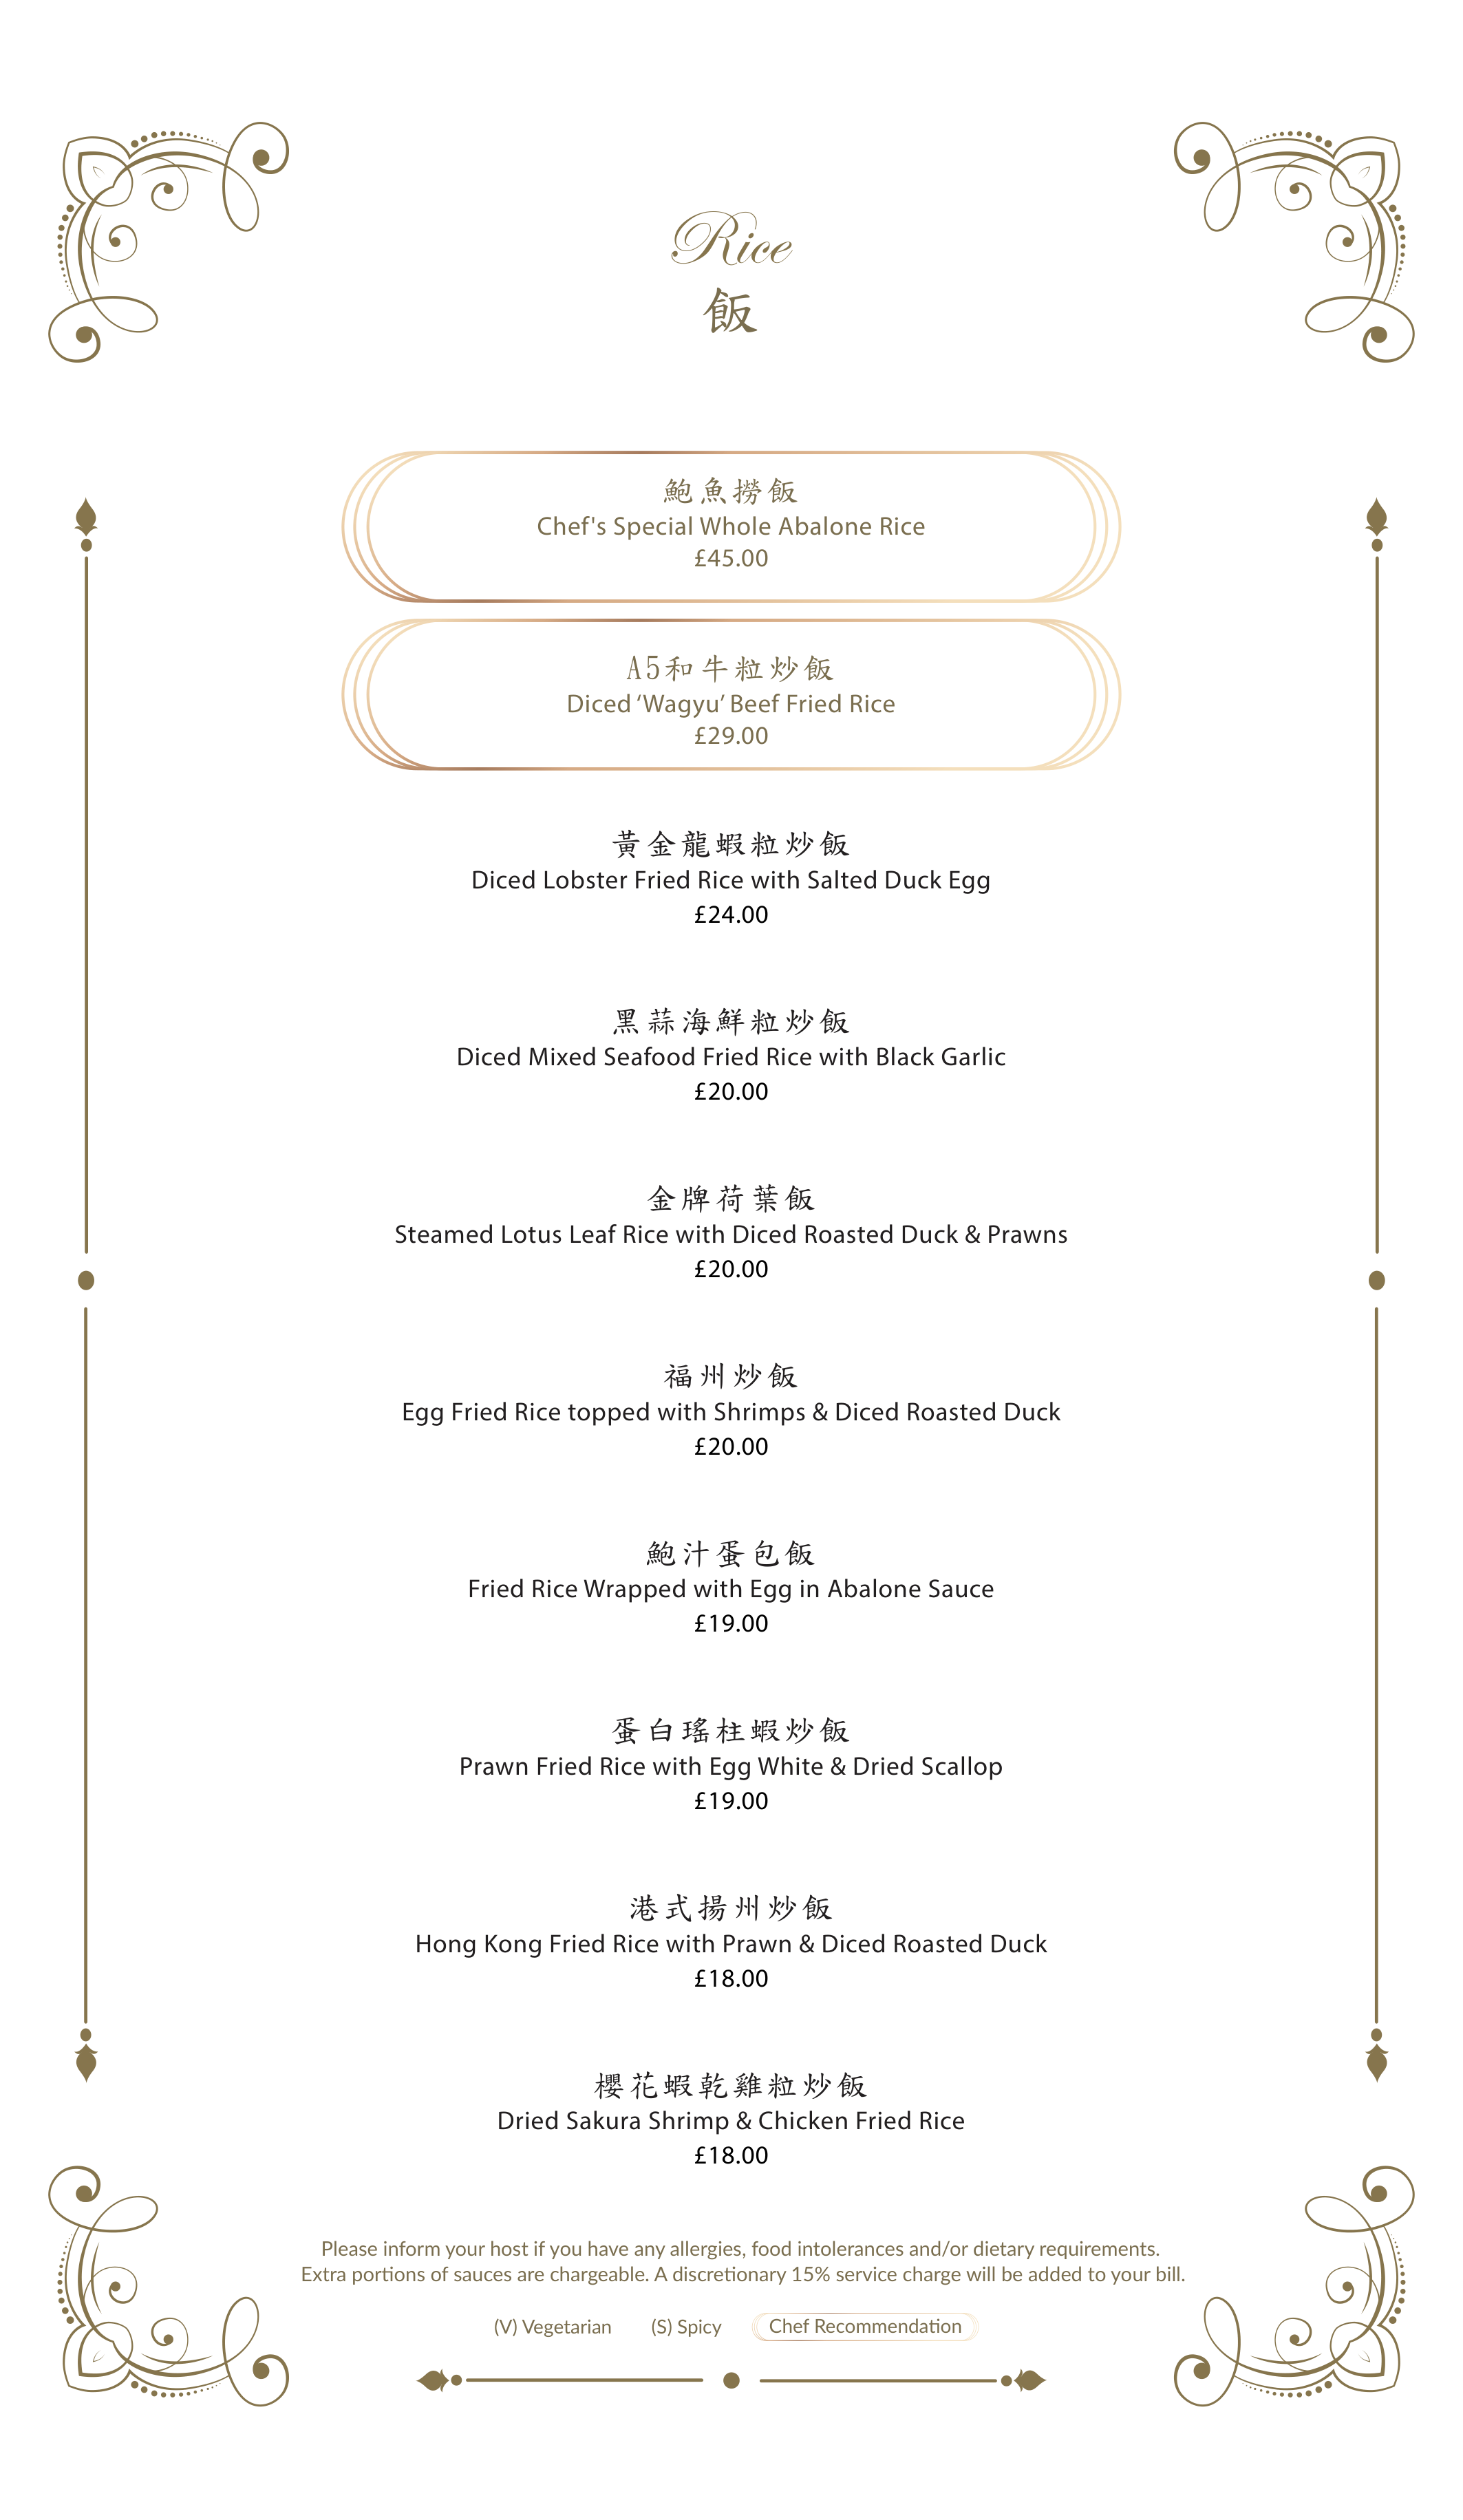 Rice
飯
鮑魚撈飯
Chef's Special Whole Abalone Rice
£45.00
A5和牛粒炒飯
Diced ‘Wagyu’ Beef Fried Rice
£29.00
黃金龍蝦粒炒飯
Diced Lobster Fried Rice with Salted Duck Egg
£24.00
黑蒜海鮮粒炒飯
Diced Mixed Seafood Fried Rice with Black Garlic
£20.00
金牌荷葉飯
Steamed Lotus Leaf Rice with Diced Roasted Duck & Prawns
£20.00
福州炒飯
Egg Fried Rice topped with Shrimps & Diced Roasted Duck
£20.00
鮑汁蛋包飯
Fried Rice Wrapped with Egg in Abalone Sauce
£19.00
蛋白瑤柱蝦炒飯
Prawn Fried Rice with Egg White & Dried Scallop
£19.00
港式揚州炒飯
Hong Kong Fried Rice with Prawn & Diced Roasted Duck
£18.00
櫻花蝦乾雞粒炒飯
Dried Sakura Shrimp & Chicken Fried Rice
£18.00
Please inform your host if you have any allergies, food intolerances and/or dietary requirements.
Extra portions of sauces are chargeable. A discretionary 15% service charge will be added to your bill.
(V) Vegetarian (S) Spicy Chef Recommendation